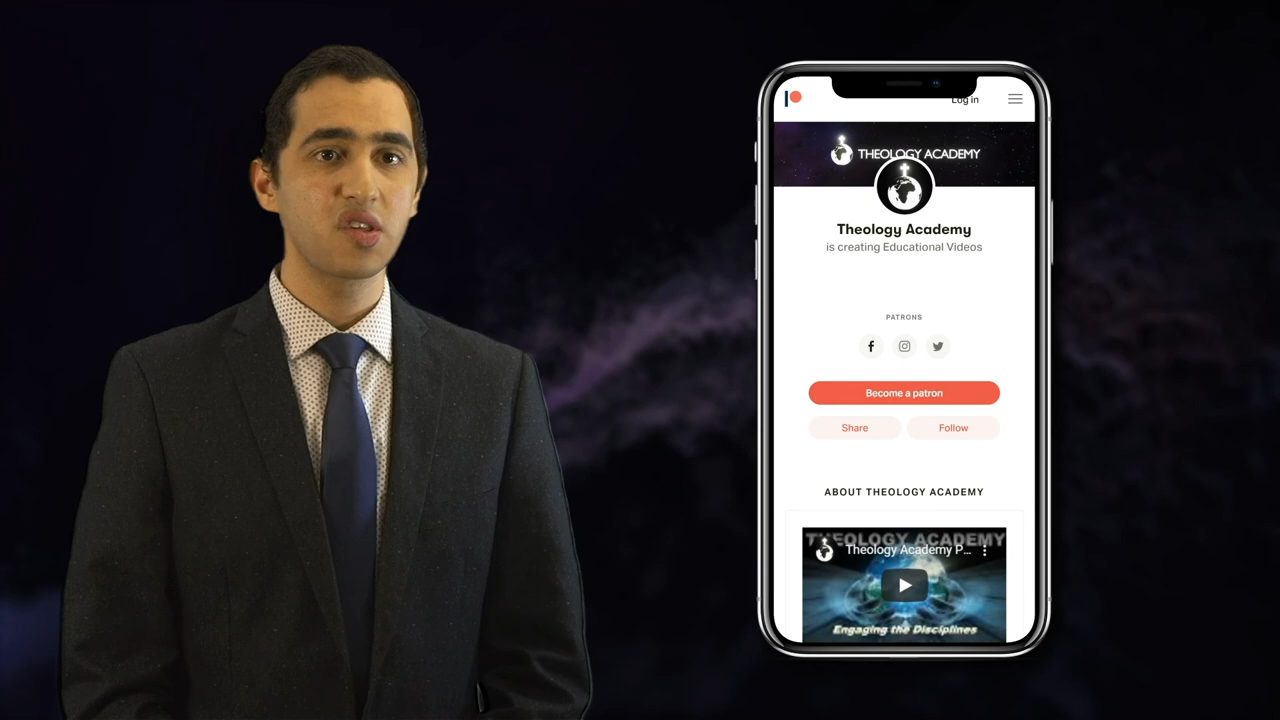 Log in
THEOLOGY ACADEMY
Theology Academy
is creating Educational Videos
PATRONS
Become a patron
Share
Follow
ABOUT THEOLOGY ACADEMY
THEOLOGY ACADEMY
Theology Academy P...
Engaging the Disciplines